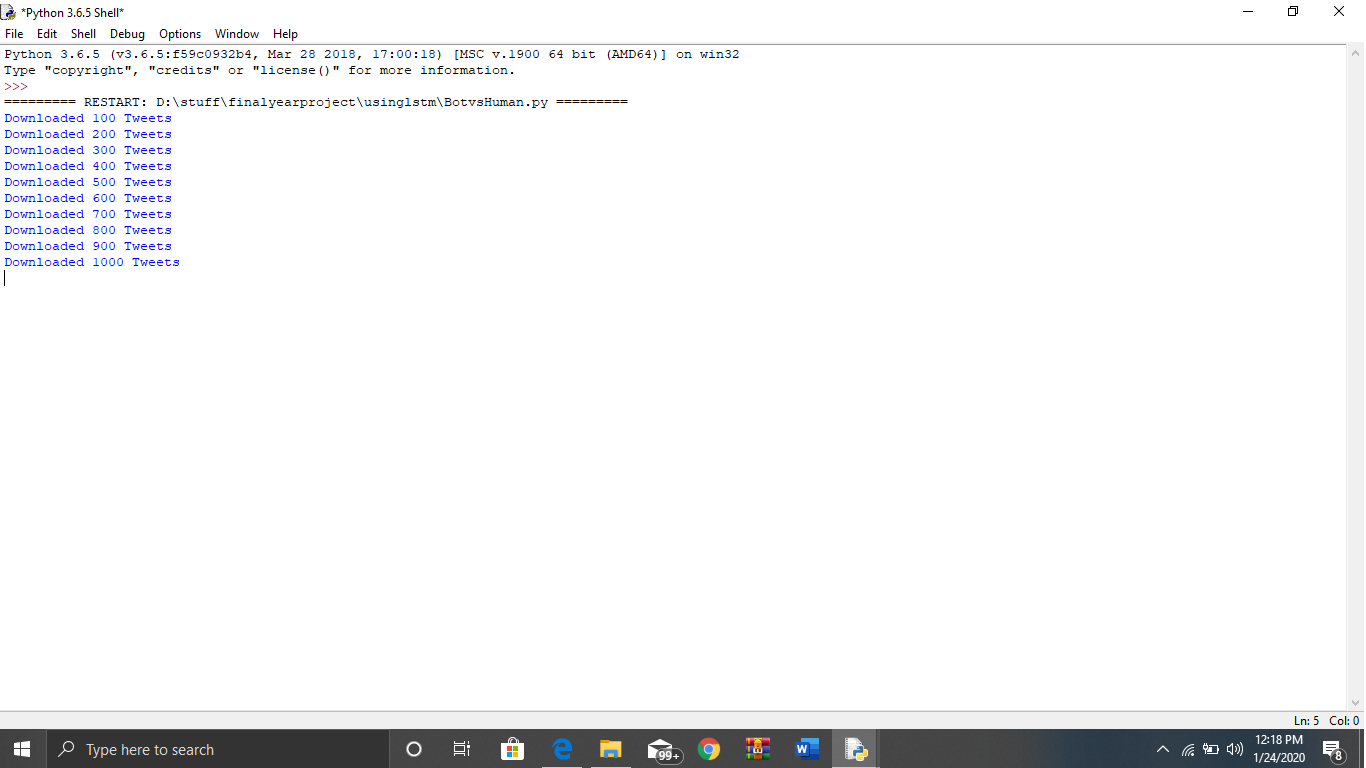 *Python 3.6.5 Shell*
File Edit Shell Debug Options Window Help
Python 3.6.5 (v3.6.5:f59c0932b4, Mar 28 2018, 17:00:18) [MSC v.1900 64 bit (AMD64)] on win32
Type "copyright", "credits" or "license()" for more information.
>>>
========= RESTART: D:\stuff\finalyearproject\usinglstm\BotvsHuman.py =========
Downloaded 100 Tweets
Downloaded 200 Tweets
Downloaded 300 Tweets
Downloaded 400 Tweets
Downloaded 500 Tweets
Downloaded 600 Tweets
Downloaded 700 Tweets
Downloaded 800 Tweets
Downloaded 900 Tweets
Downloaded 1000 Tweets
Ln: 5 Col: 0
Type here to search
99+
W
12:18 PM
1/24/2020
8